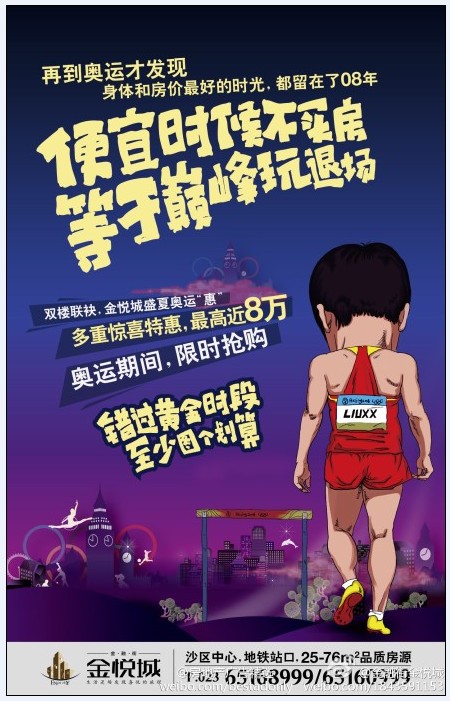 再到奥运才发现
身体和房价最好的时光，都留在了08年
便宜时候不买房
等于巅峰玩退场
双楼联袂，金悦城盛夏奥运“惠”
多重惊喜特惠，最高近8万
奥运期间，限时抢购
错过黄金时段
至少图个划算
LIUXX
金悦城
沙区中心，地铁站口，25-76m²品质房源
T:023